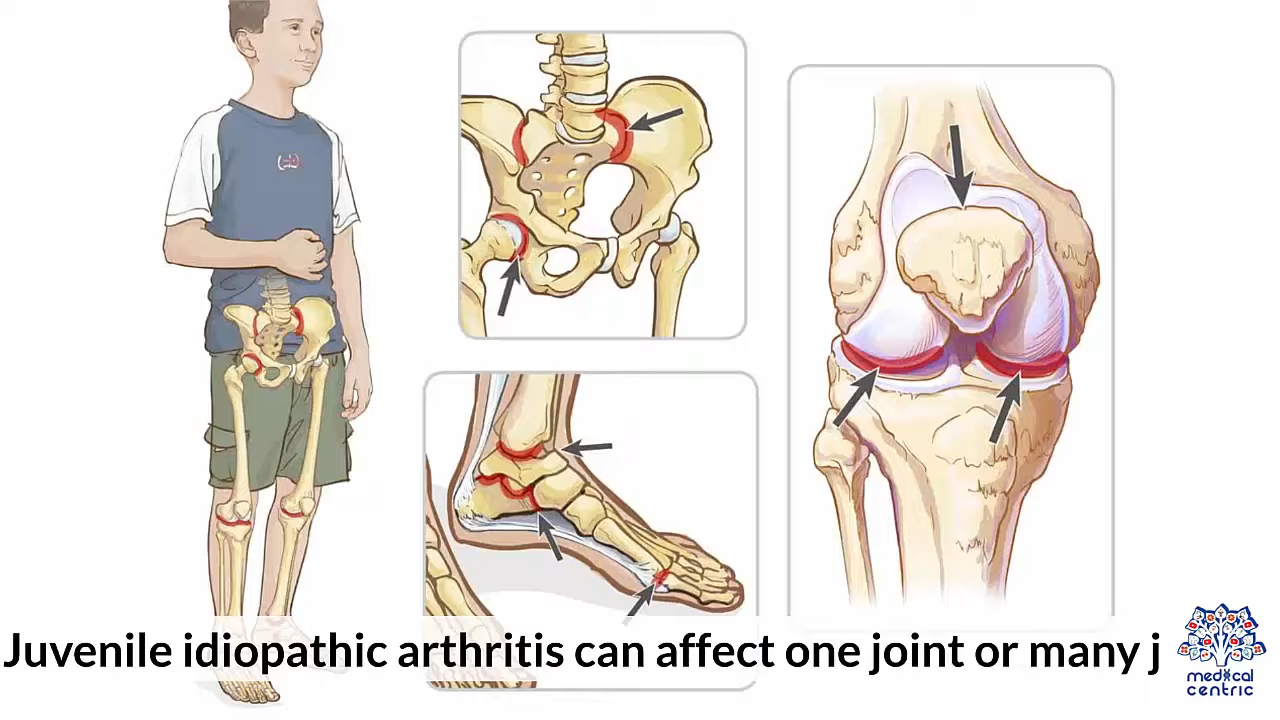 Juvenile idiopathic arthritis can affect one joint or many j
medical
centric